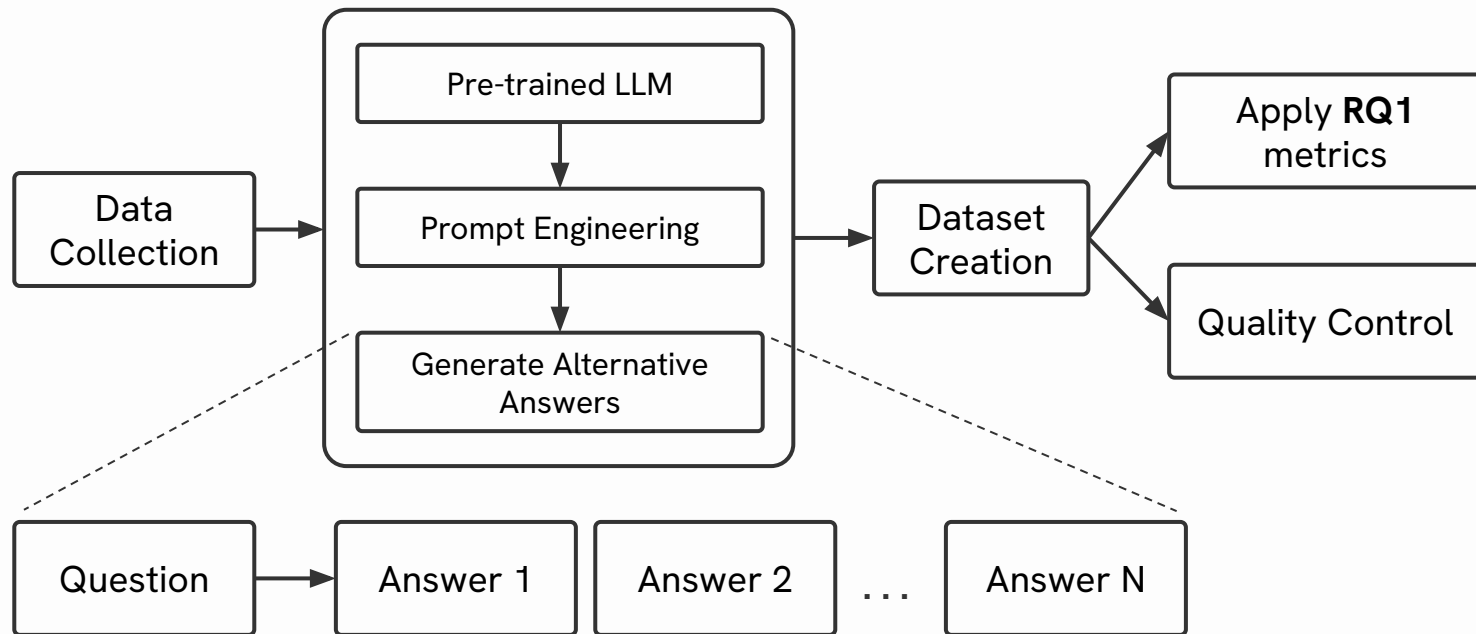 Data
Collection
Pre-trained LLM
Prompt Engineering
Generate Alternative
Answers
Dataset
Creation
Apply RQ1
metrics
Quality Control
Question
Answer 1
Answer 2
...
Answer N